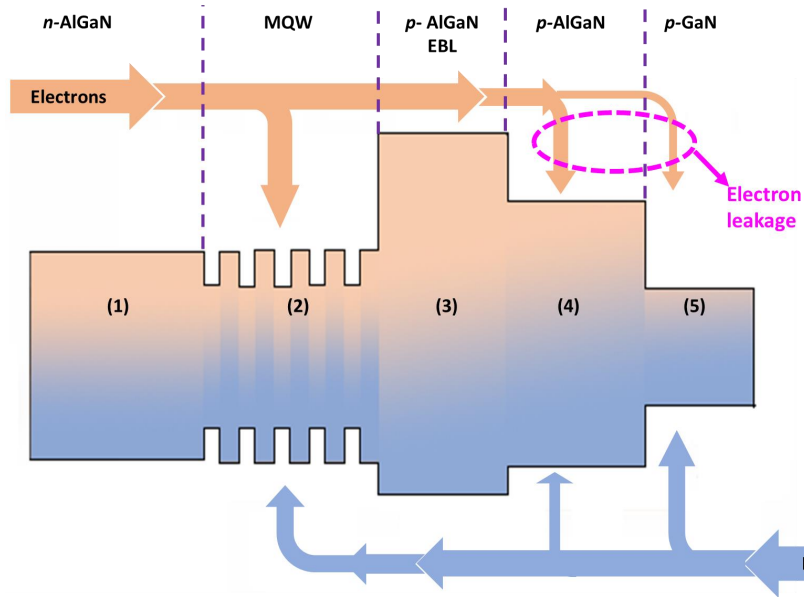 n-AlGaN
MQW
p- AlGaN
EBL
p-AlGaN
p-GaN
Electrons
Electron
leakage
(1)
(2)
(3)
(4)
(5)